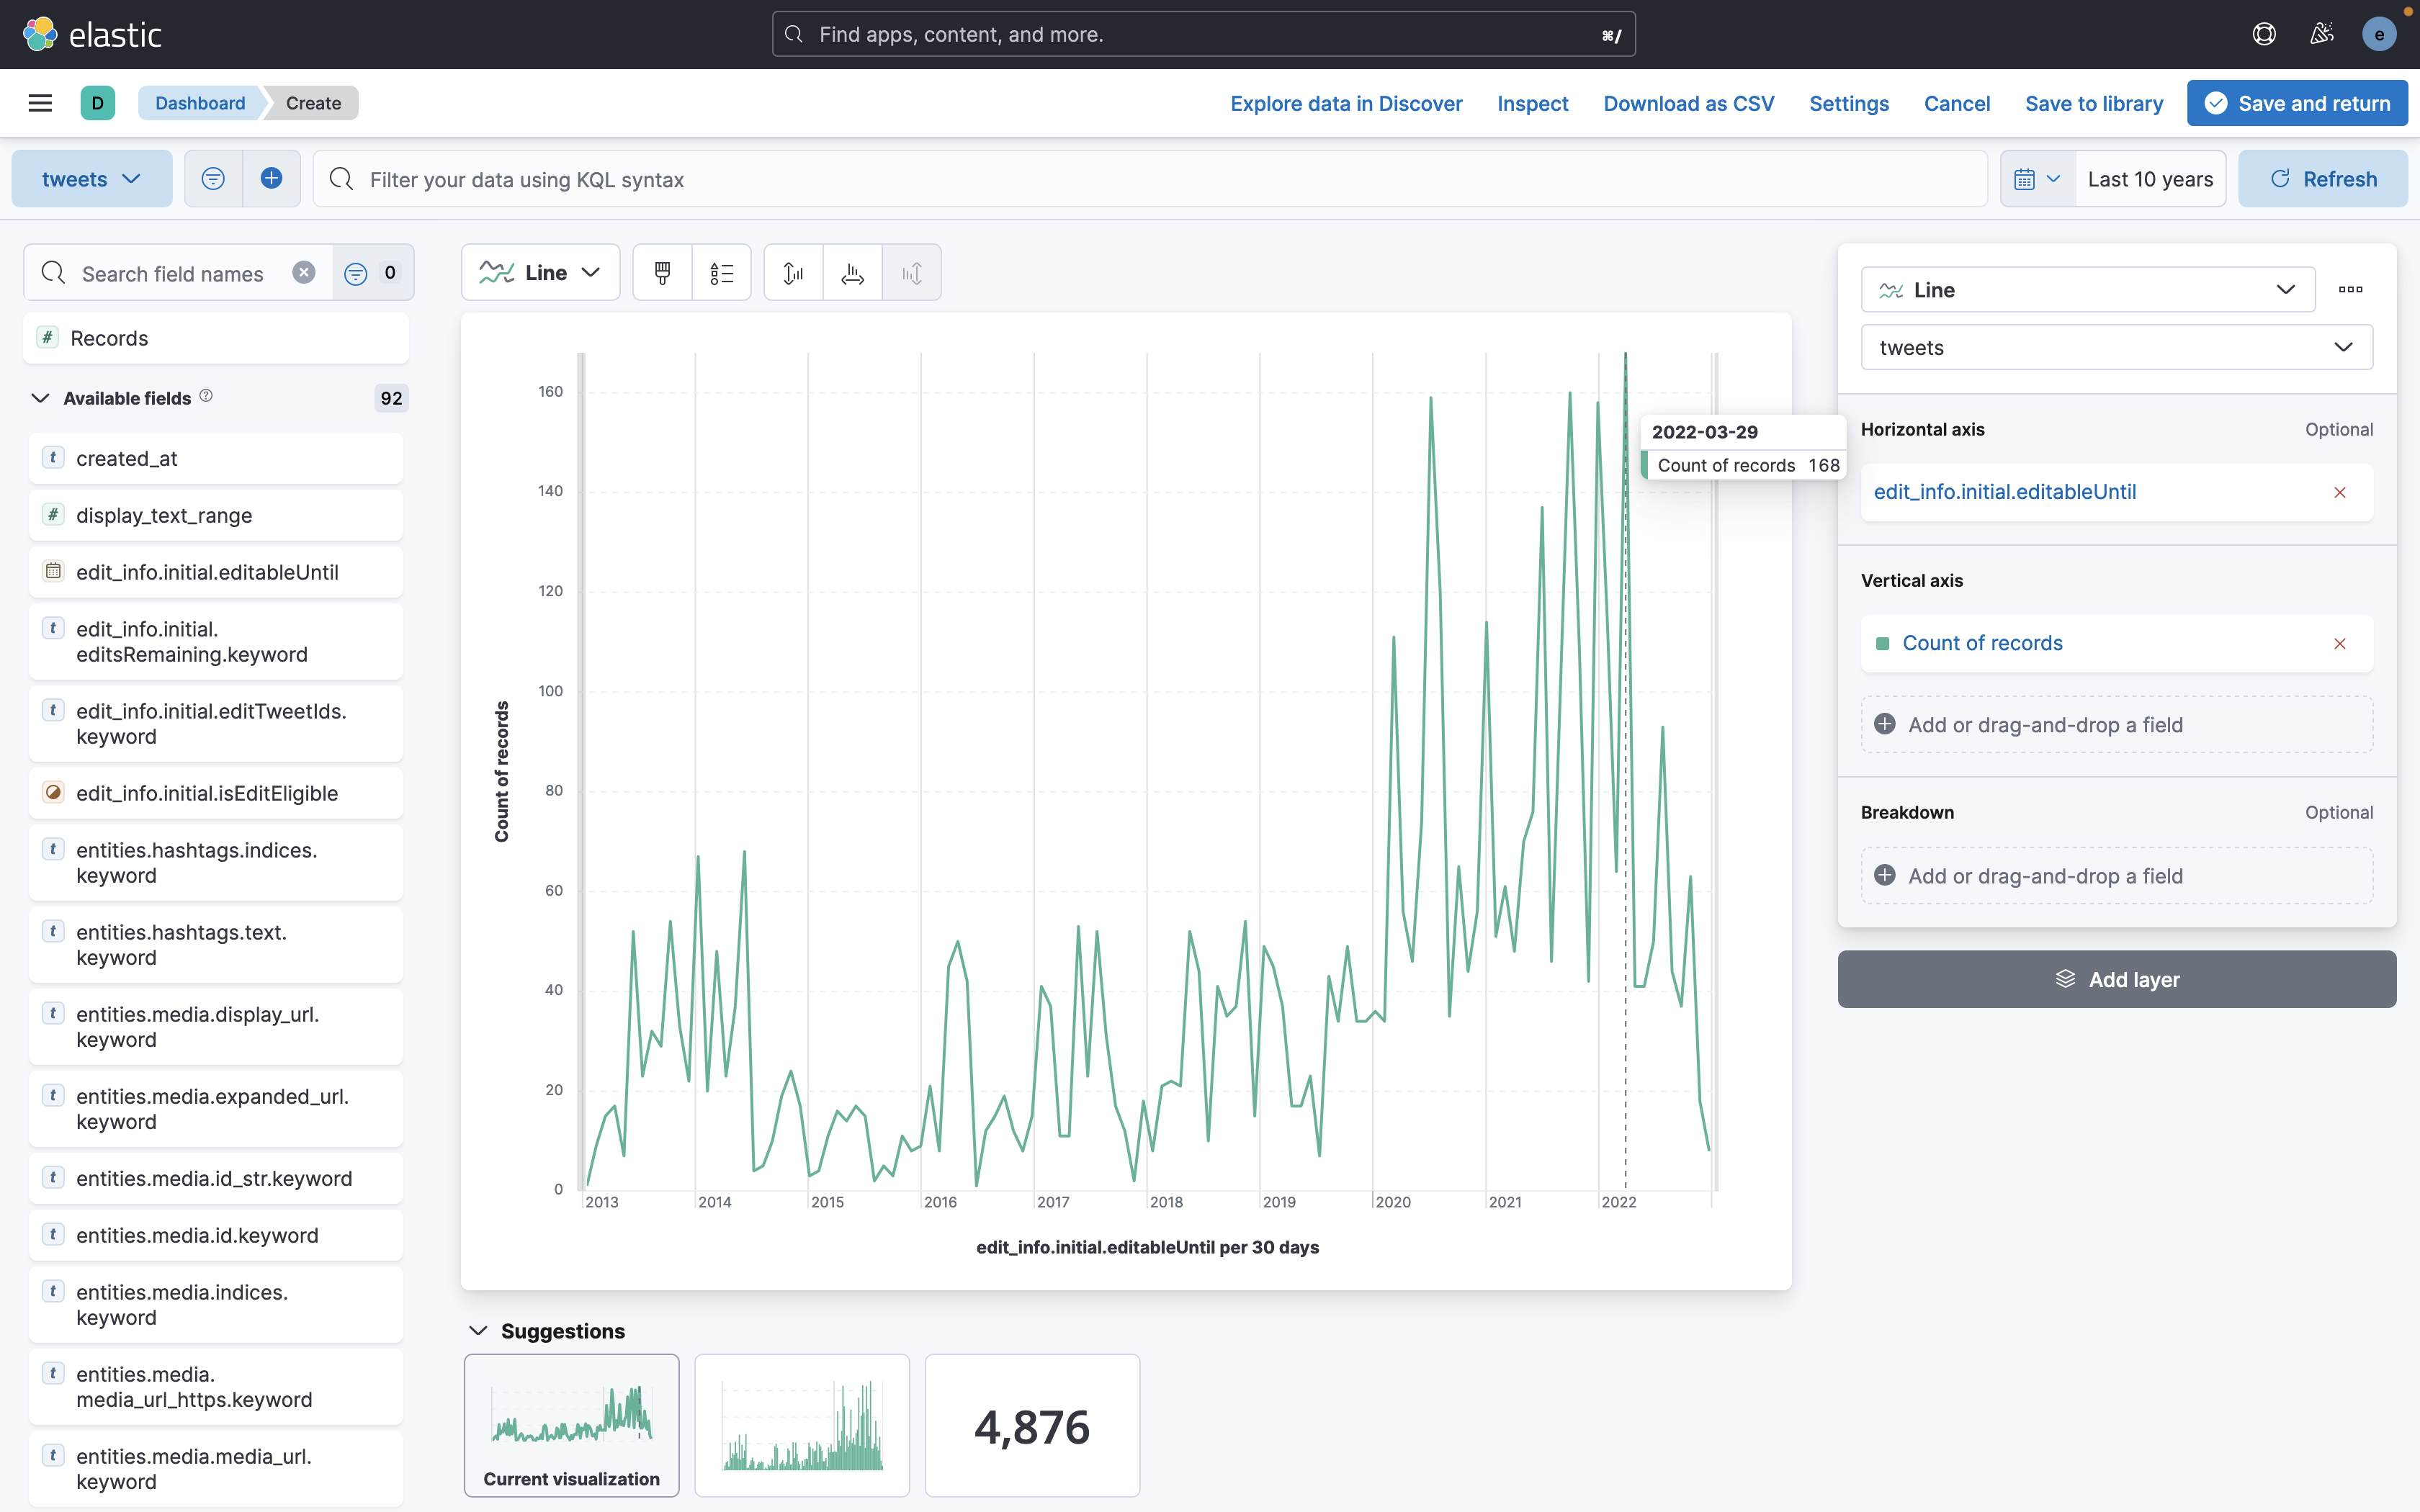 elastic
Find apps, content, and more.
⌘/
e
D
Dashboard
Create
Explore data in Discover
Inspect
Download as CSV
Settings
Cancel
Save to library
Save and return
tweets
Filter your data using KQL syntax
Last 10 years
Refresh
Search field names
0
# Records
Available fields
92
t created_at
# display_text_range
edit_info.initial.editableUntil
t edit_info.initial.
editsRemaining.keyword
t edit_info.initial.editTweetIds.
keyword
edit_info.initial.isEditEligible
t entities.hashtags.indices.
keyword
t entities.hashtags.text.
keyword
t entities.media.display_url.
keyword
t entities.media.expanded_url.
keyword
t entities.media.id_str.keyword
t entities.media.id.keyword
t entities.media.indices.
keyword
t entities.media.
media_url_https.keyword
t entities.media.media_url.
keyword
Line
Count of records
160
140
120
100
80
60
40
20
0
2013
2014
2015
2016
2017
2018
2019
2020
2021
2022
edit_info.initial.editableUntil per 30 days
2022-03-29
Count of records 168
Suggestions
Current visualization
4,876
Line
tweets
Horizontal axis
Optional
edit_info.initial.editableUntil
Vertical axis
Count of records
Add or drag-and-drop a field
Breakdown
Optional
Add or drag-and-drop a field
Add layer